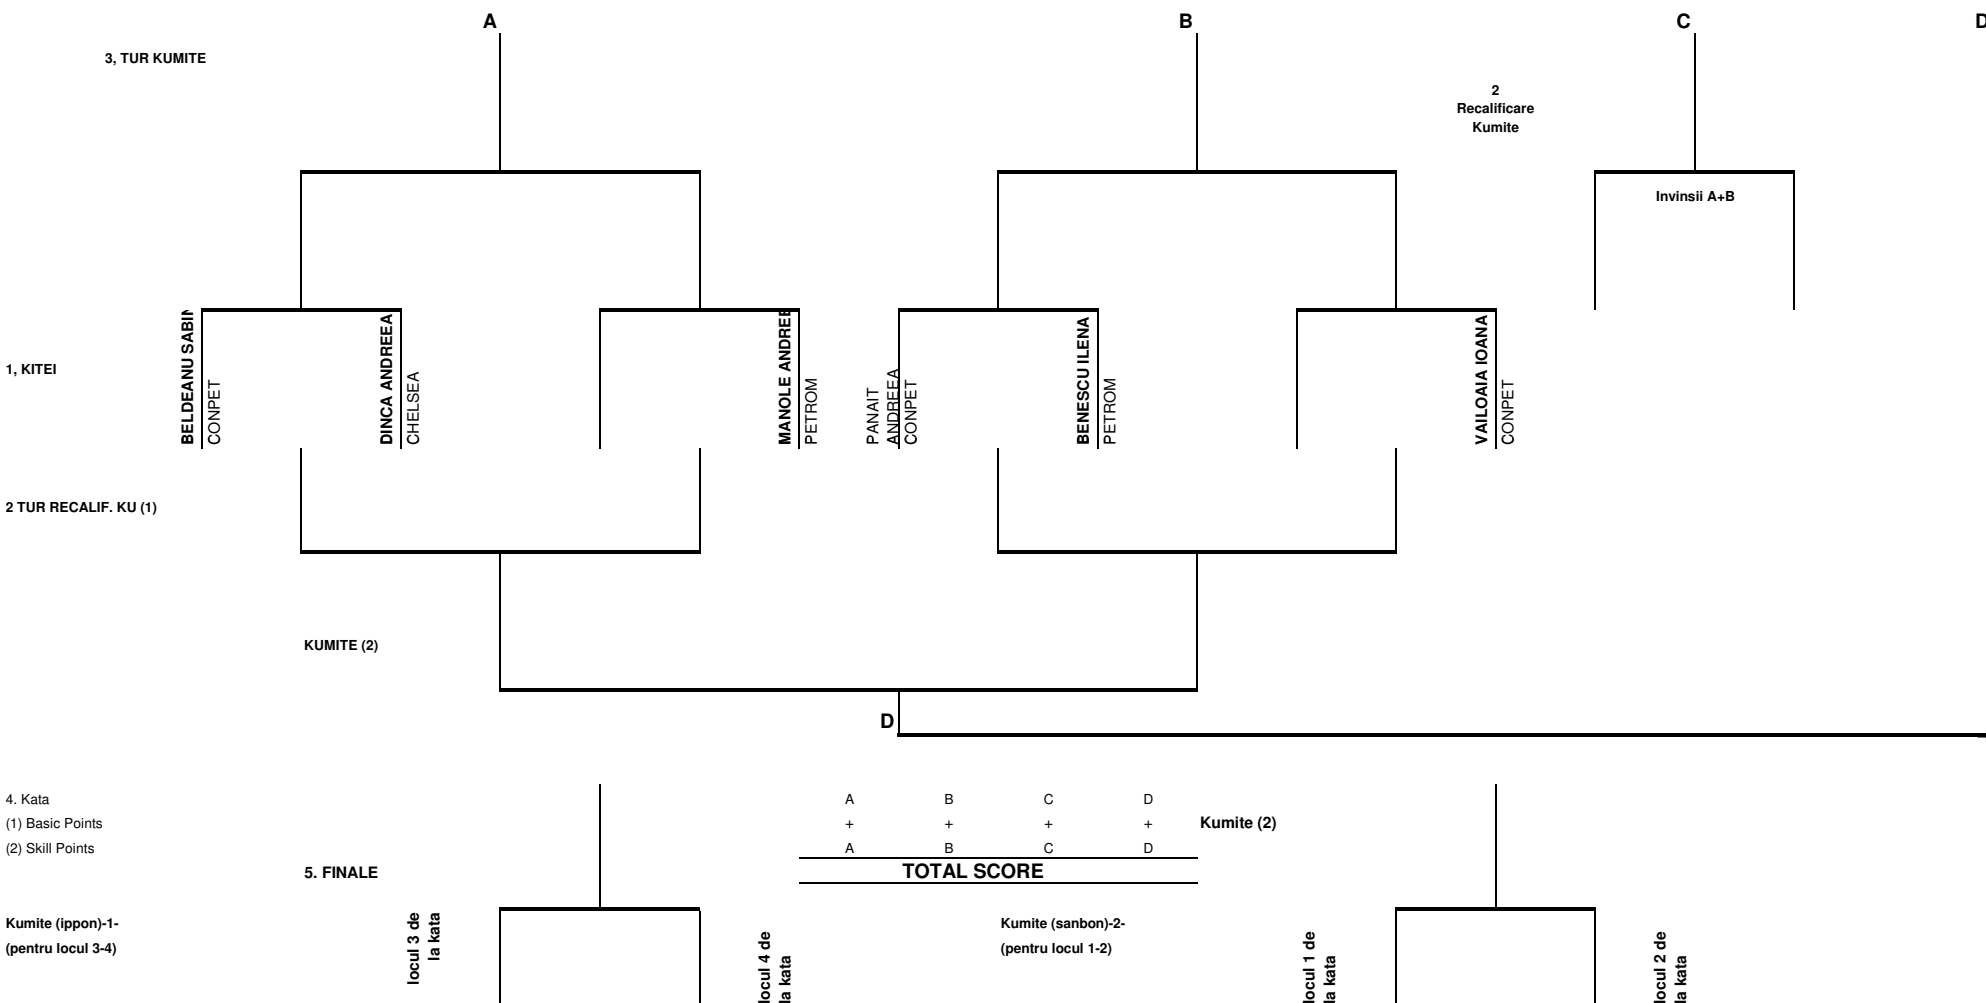 A B C D
3, TUR KUMITE
2
Recalificare
Kumite
Invinsii A+B
1, KITEI
BELDEANU SABIN
CONPET
DINCA ANDREEA
CHELSEA
MANOLE ANDREE
PETROM
PANAIT
ANDREEA
CONPET
BENESCU ILENA
PETROM
VAILOAIA IOANA
CONPET
2 TUR RECALIF. KU (1)
KUMITE (2)
D
4. Kata A B C D
(1) Basic Points + + + + Kumite (2)
(2) Skill Points A B C D
5. FINALE TOTAL SCORE
Kumite (ippon)-1-
(pentru locul 3-4)
locul 3 de
la kata
locul 4 de
la kata
Kumite (sanbon)-2-
(pentru locul 1-2)
locul 1 de
la kata
locul 2 de
la kata